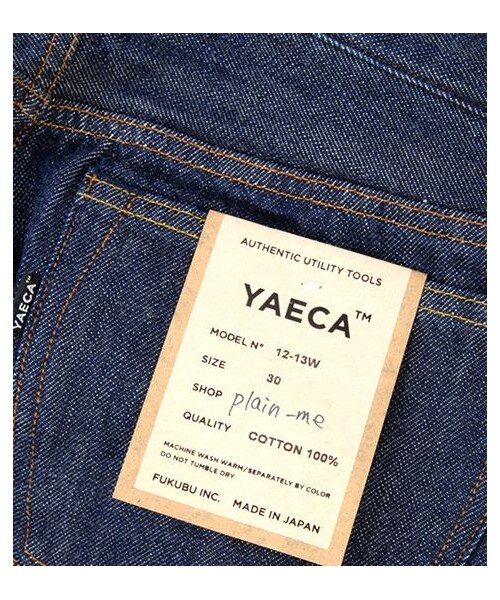 AUTHENTIC UTILITY TOOLS
YAECA™
MODEL N° 12-13W
SIZE 30
SHOP plain-me
QUALITY COTTON 100%
MACHINE WASH WARM/SEPARATELY BY COLOR
DO NOT TUMBLE DRY
FUKUBU INC. MADE IN JAPAN
YAECA™